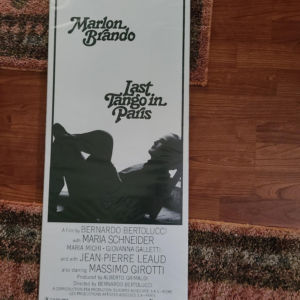 Marlon
Brando
Last
Tango in
Paris
A Film by BERNARDO BERTOLUCCI
with MARIA SCHNEIDER
MARIA MICHI · GIOVANNA GALLETTI
and with JEAN-PIERRE LEAUD
also starring MASSIMO GIROTTI
Produced by ALBERTO GRIMALDI
Directed by BERNARDO BERTOLUCCI